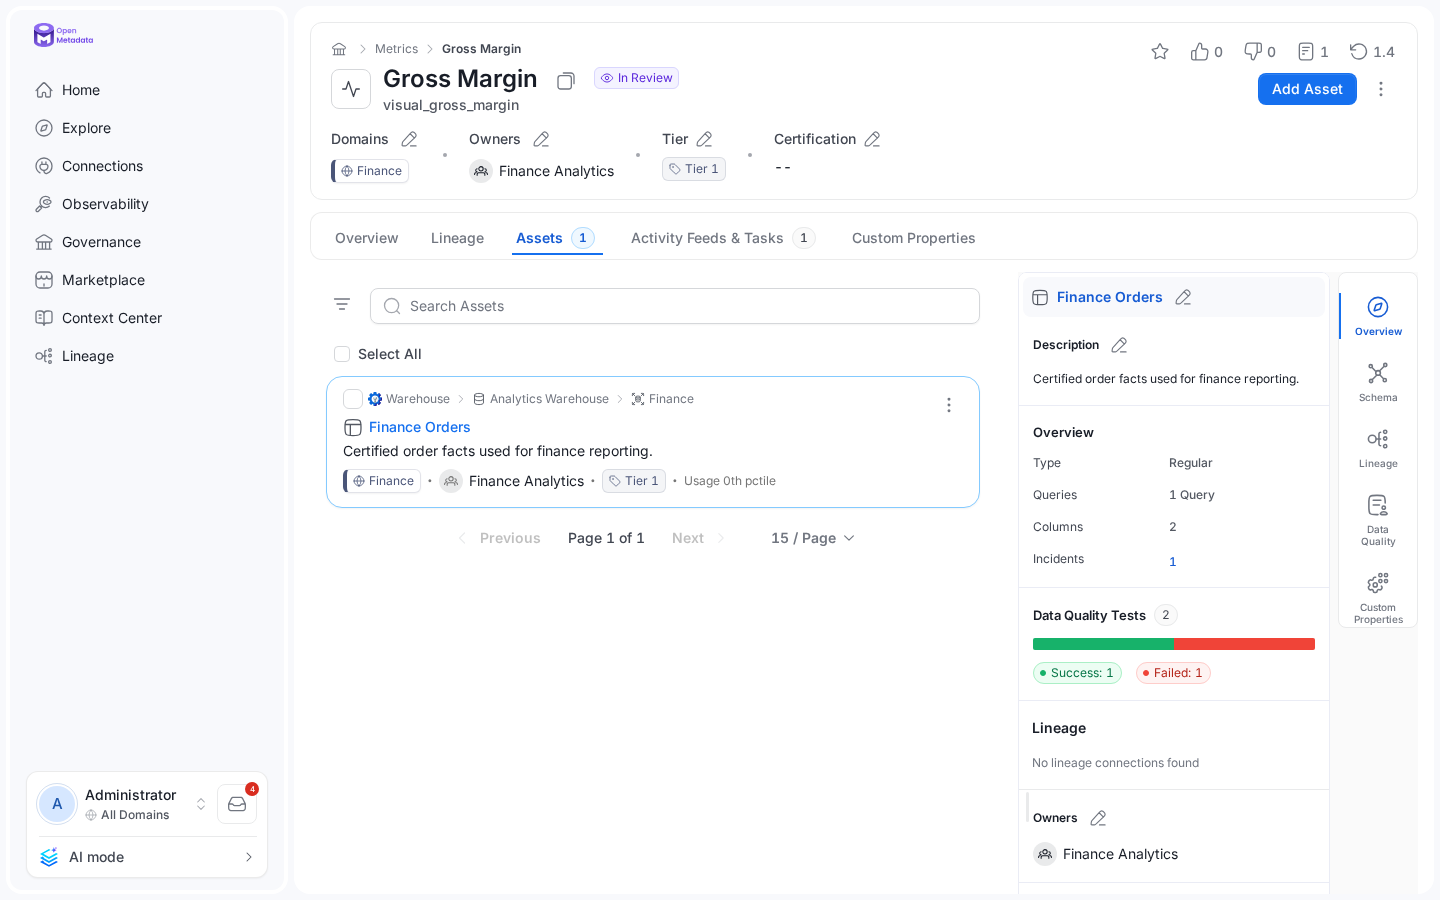 Open
Metadata
Home
Explore
Connections
Observability
Governance
Marketplace
Context Center
Lineage
A
Administrator
All Domains
4
AI mode
Metrics
Gross Margin
0
0
1
1.4
Gross Margin
In Review
visual_gross_margin
Add Asset
Domains
Owners
Tier
Certification
Finance
Finance Analytics
Tier 1
--
Overview
Lineage
Assets 1
Activity Feeds & Tasks 1
Custom Properties
Search Assets
Select All
Warehouse
Analytics Warehouse
Finance
Finance Orders
Certified order facts used for finance reporting.
Finance
Finance Analytics
Tier 1
Usage 0th pctile
Previous
Page 1 of 1
Next
15 / Page
Finance Orders
Description
Certified order facts used for finance reporting.
Overview
Type Regular
Queries 1 Query
Columns 2
Incidents 1
Data Quality Tests 2
Success: 1
Failed: 1
Lineage
No lineage connections found
Owners
Finance Analytics
Overview
Schema
Lineage
Data
Quality
Custom
Properties